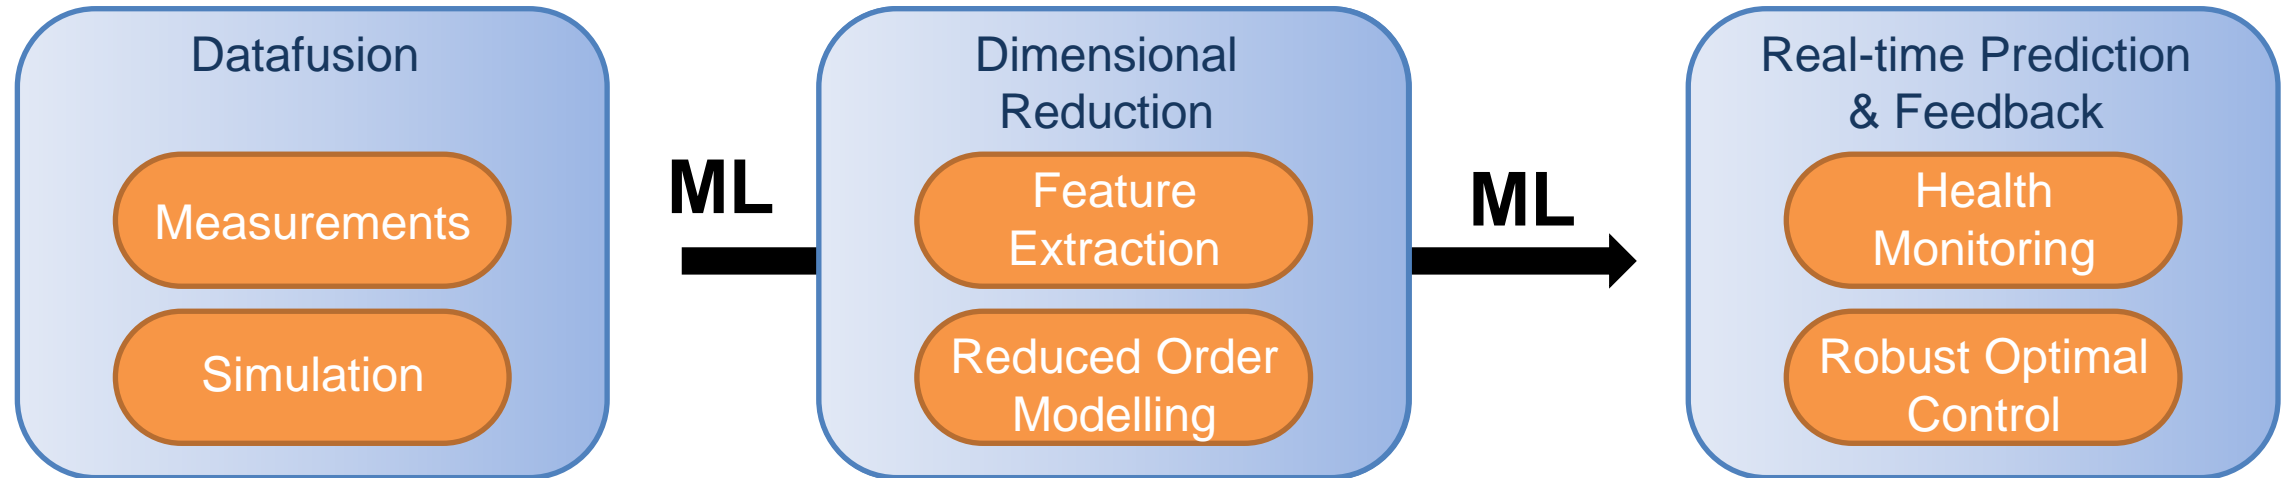 Datafusion
Measurements
Simulation
ML
Dimensional
Reduction
Feature
Extraction
Reduced Order
Modelling
ML
Real-time Prediction
& Feedback
Health
Monitoring
Robust Optimal
Control